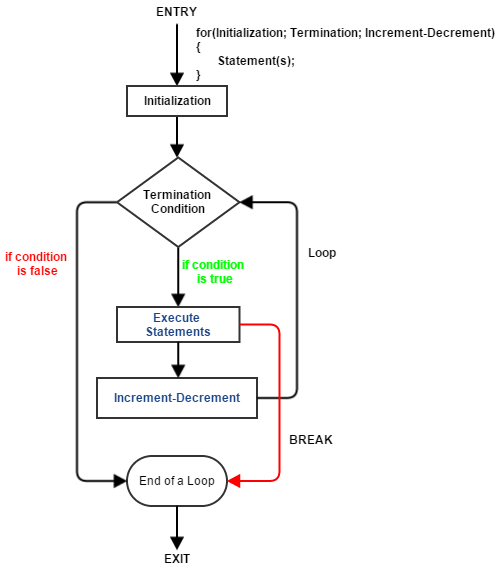 ENTRY
for(Initialization; Termination; Increment-Decrement)
{
Statement(s);
}
Initialization
Termination
Condition
if condition
is false
Loop
if condition
is true
Execute
Statements
Increment-Decrement
BREAK
End of a Loop
EXIT